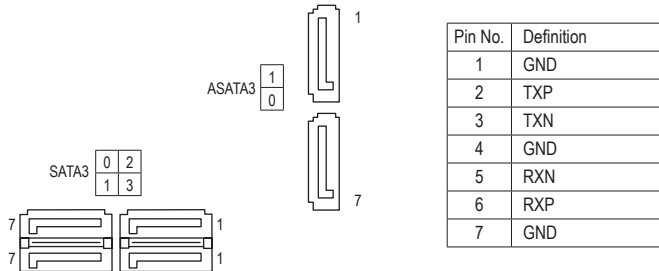 1
ASATA3 1
0
7
SATA3 0 2
1 3
7 1
7 1
Pin No. Definition
1 GND
2 TXP
3 TXN
4 GND
5 RXN
6 RXP
7 GND